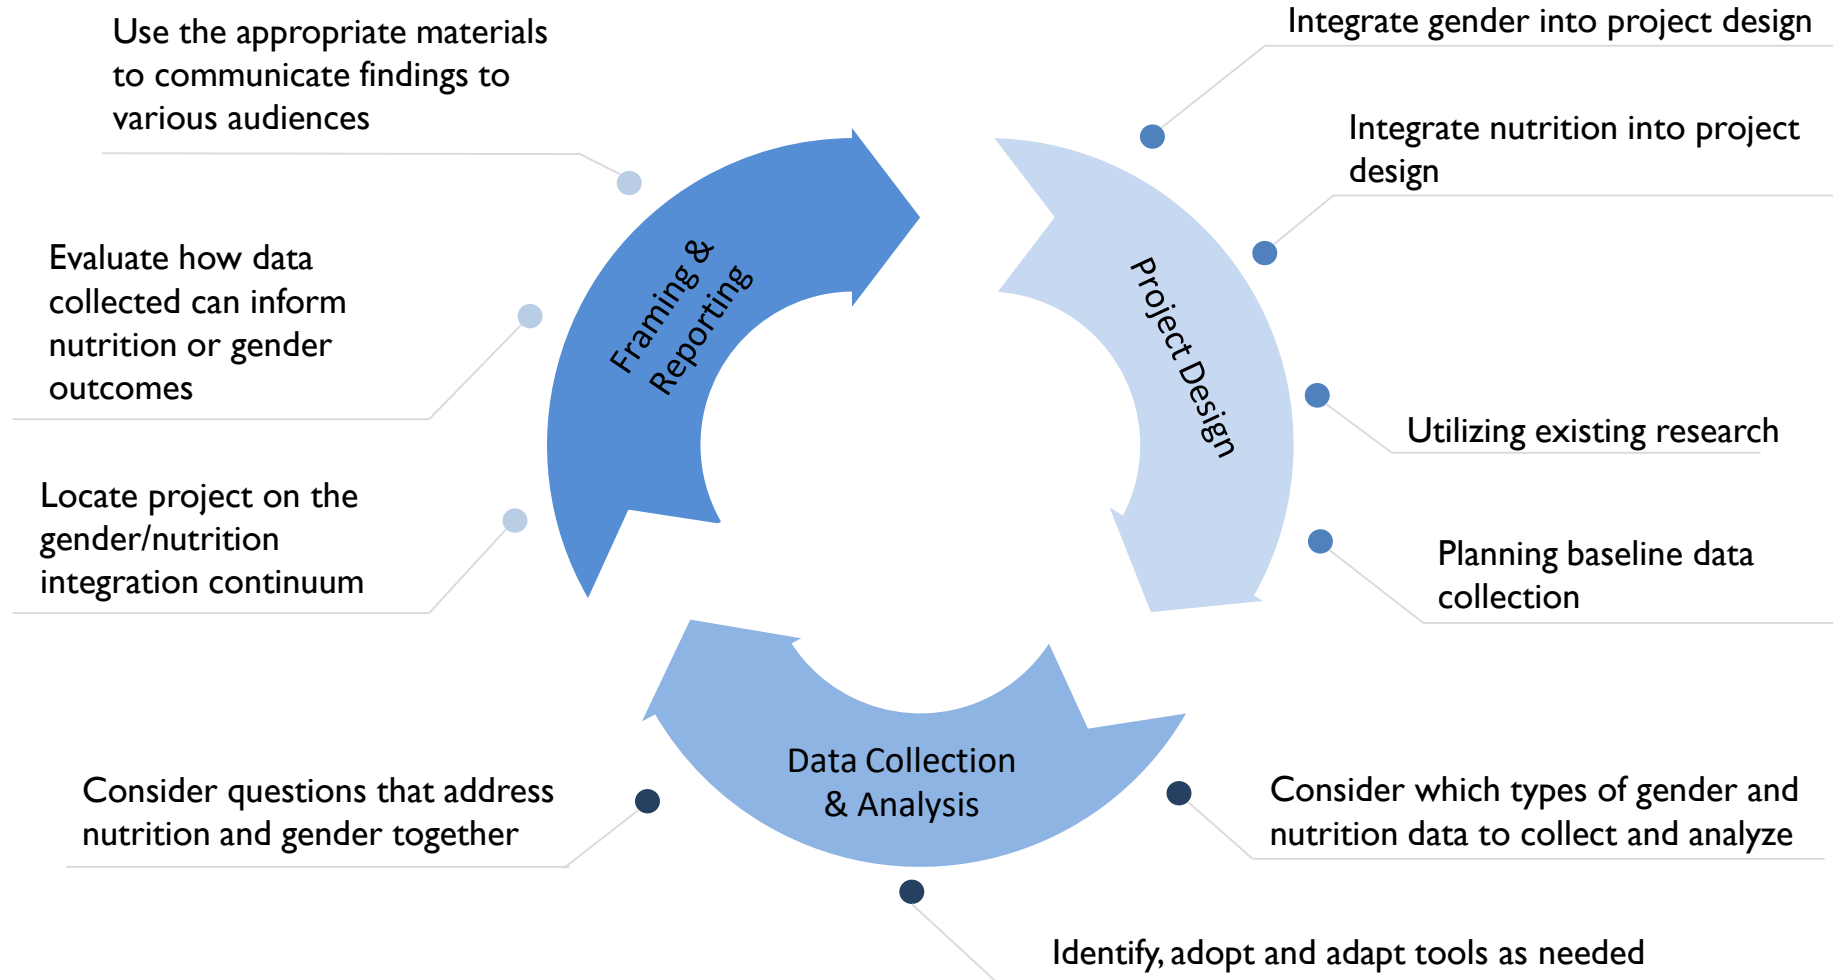 Use the appropriate materials
to communicate findings to
various audiences
Evaluate how data
collected can inform
nutrition or gender
outcomes
Locate project on the
gender/nutrition
integration continuum
Framing &
Reporting
Integrate gender into project design
Integrate nutrition into project
design
Utilizing existing research
Planning baseline data
collection
Project Design
Data Collection
& Analysis
Consider questions that address
nutrition and gender together
Consider which types of gender and
nutrition data to collect and analyze
Identify, adopt and adapt tools as needed